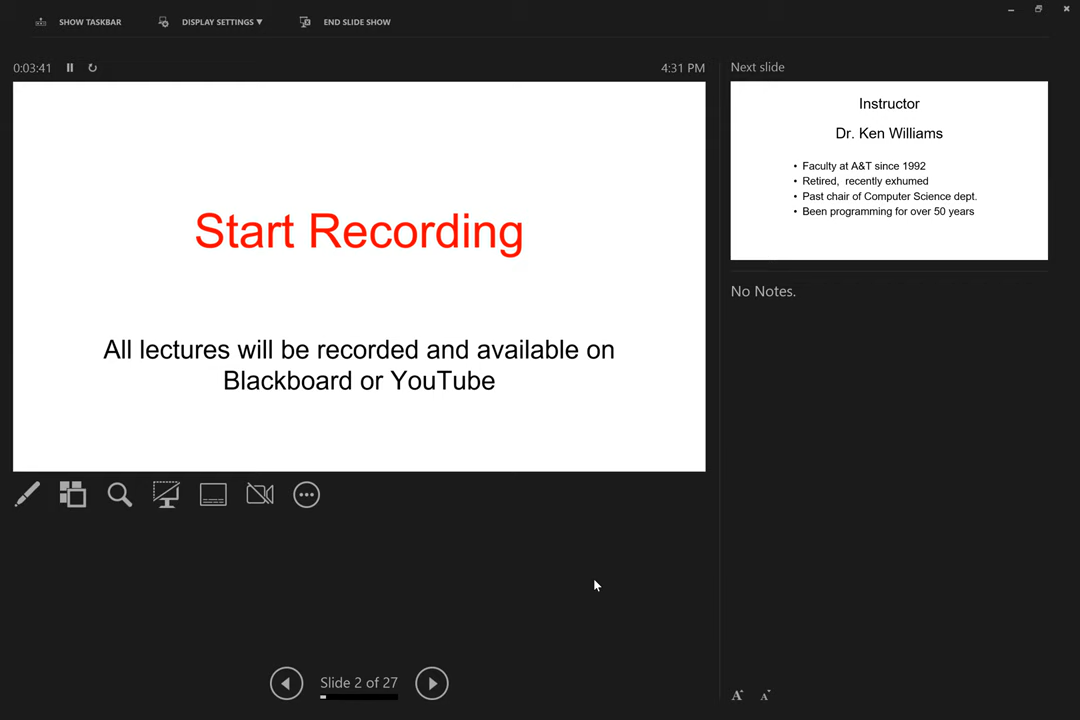 SHOW TASKBAR
DISPLAY SETTINGS ▼
END SLIDE SHOW
0:03:41
4:31 PM
Start Recording
All lectures will be recorded and available on
Blackboard or YouTube
Slide 2 of 27
Next slide
Instructor
Dr. Ken Williams
• Faculty at A&T since 1992
• Retired, recently exhumed
• Past chair of Computer Science dept.
• Been programming for over 50 years
No Notes.
A A